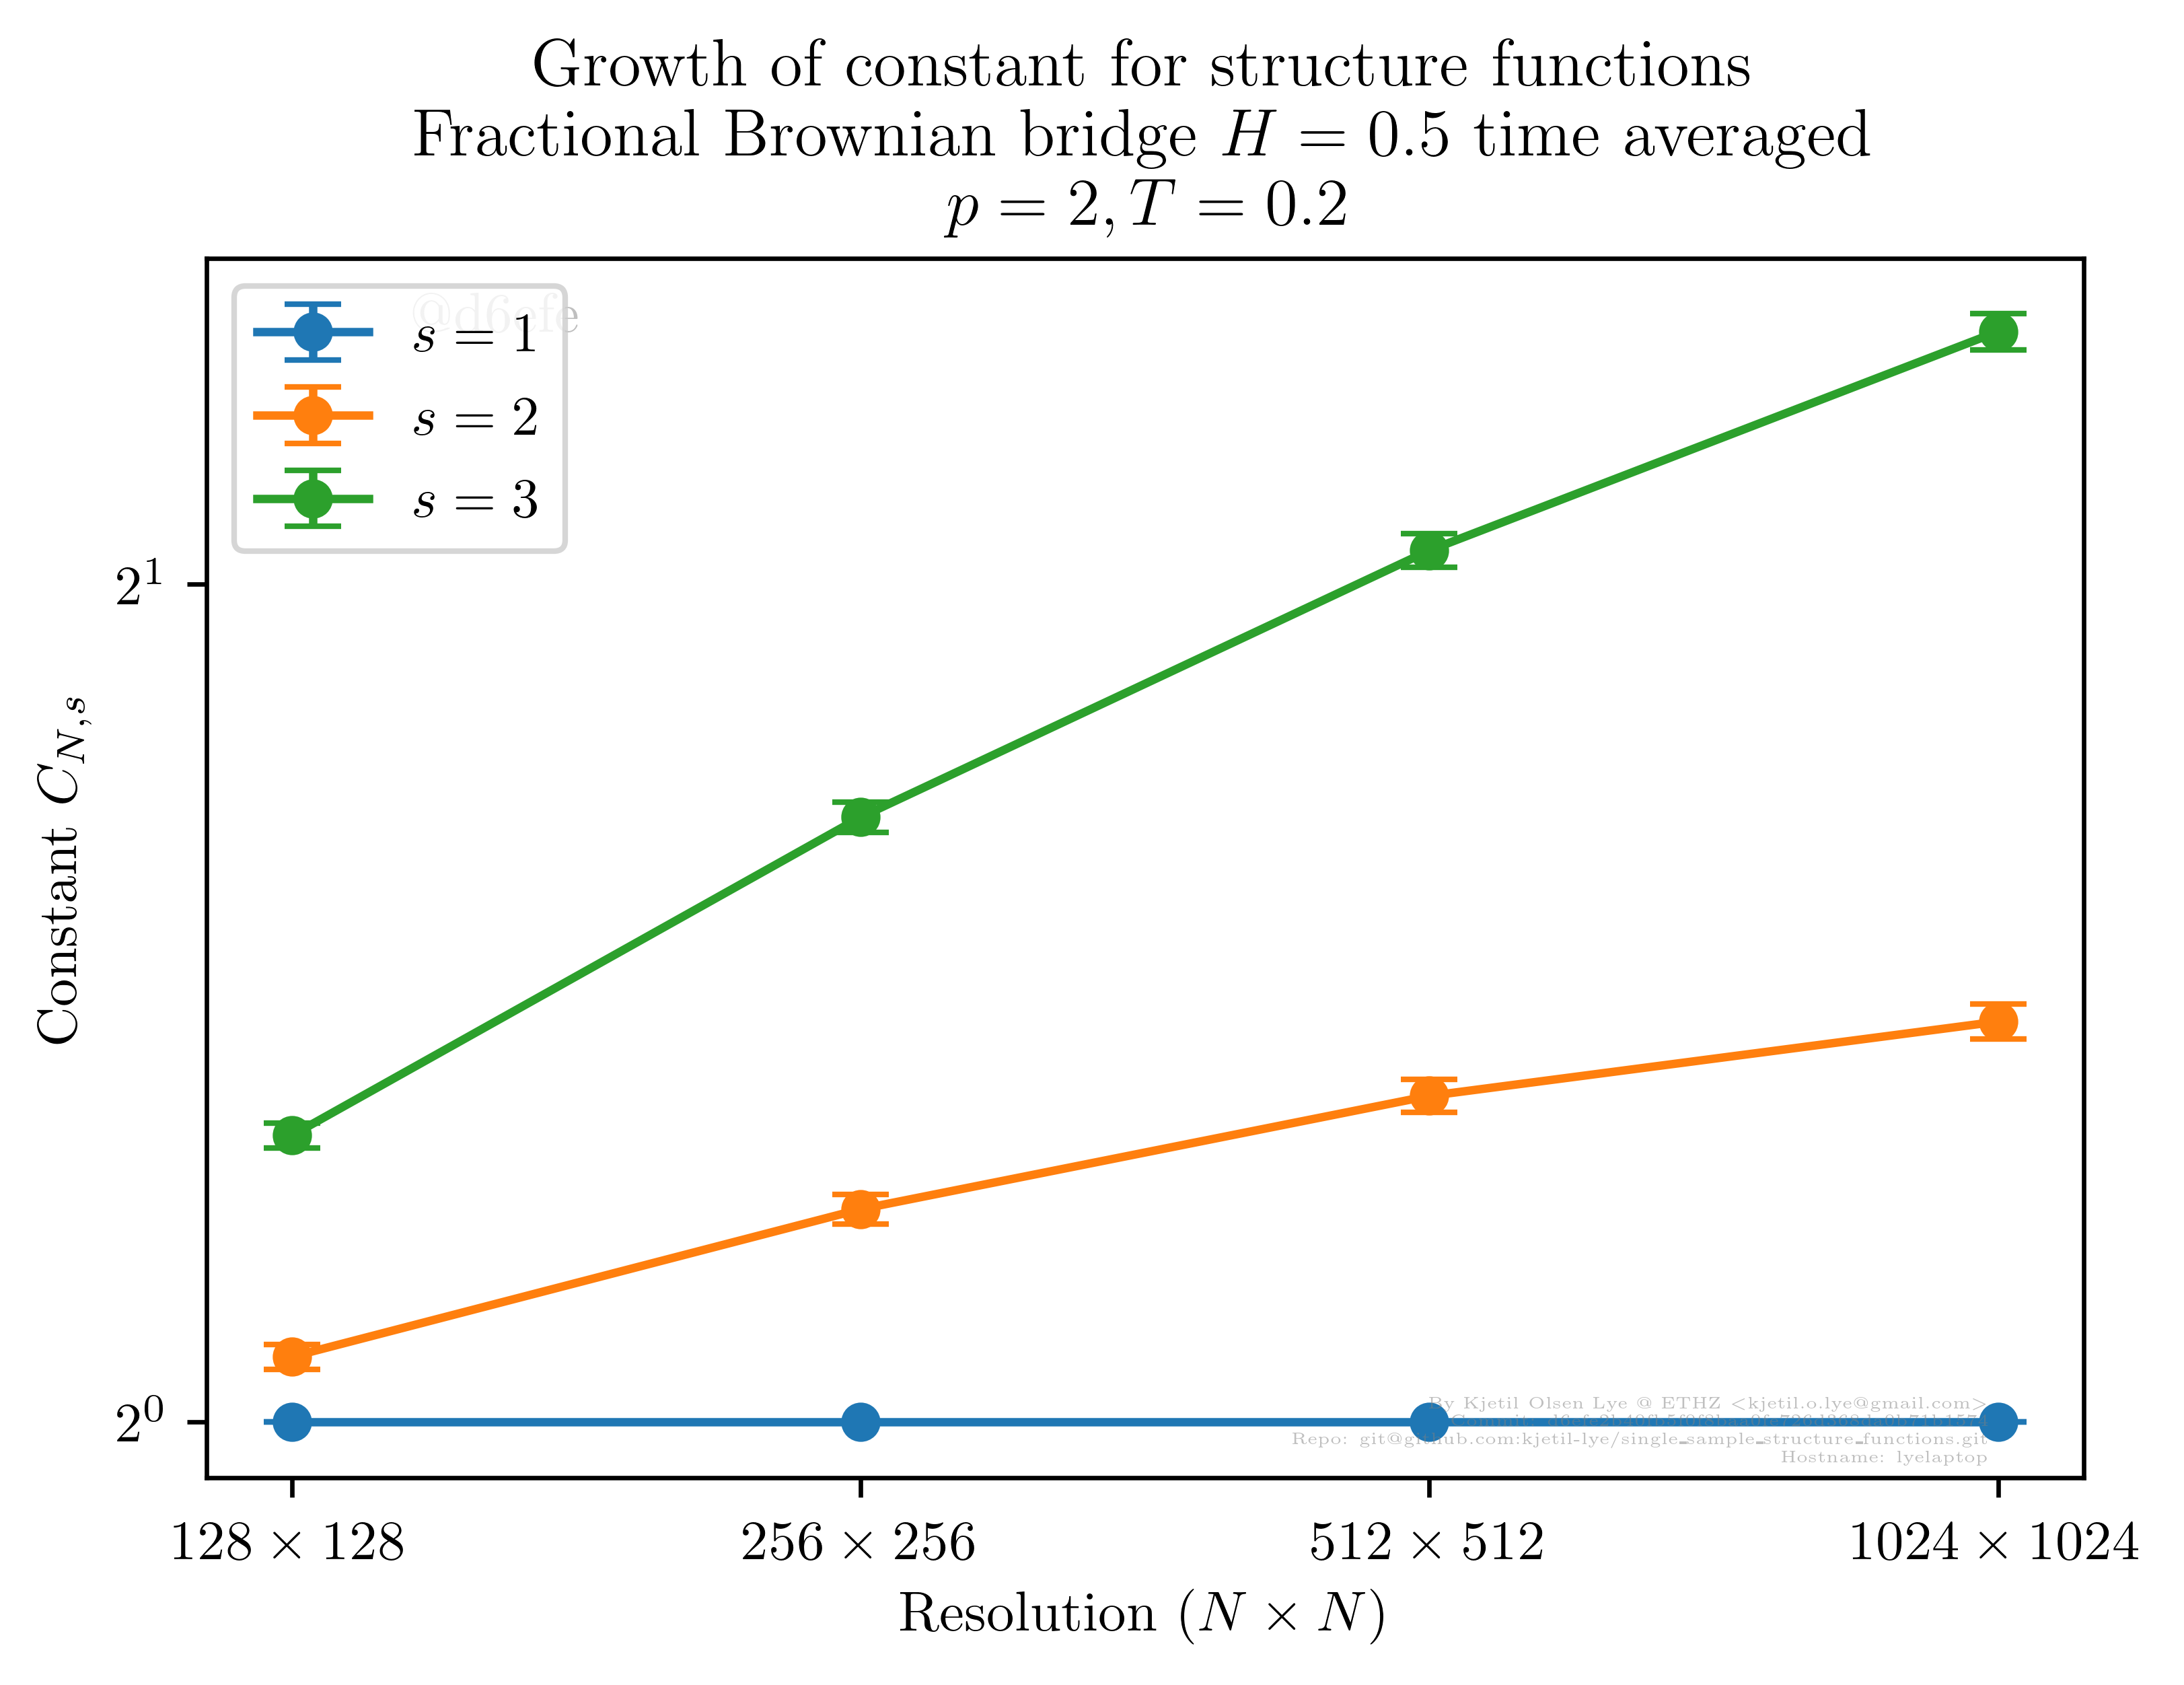 Growth of constant for structure functions
Fractional Brownian bridge H = 0.5 time averaged
p = 2, T = 0.2
@d6efe
s = 1
s = 2
s = 3
2^1
2^0
Constant C_{N,s}
128 × 128
256 × 256
512 × 512
1024 × 1024
Resolution (N × N)
By Kjetil Olsen Lye @ ETHZ <kjetil.o.lye@gmail.com>
Commit:
Repo: git@github.com:kjetil-lye/single_sample_structure_functions.git
Hostname: lyelaptop